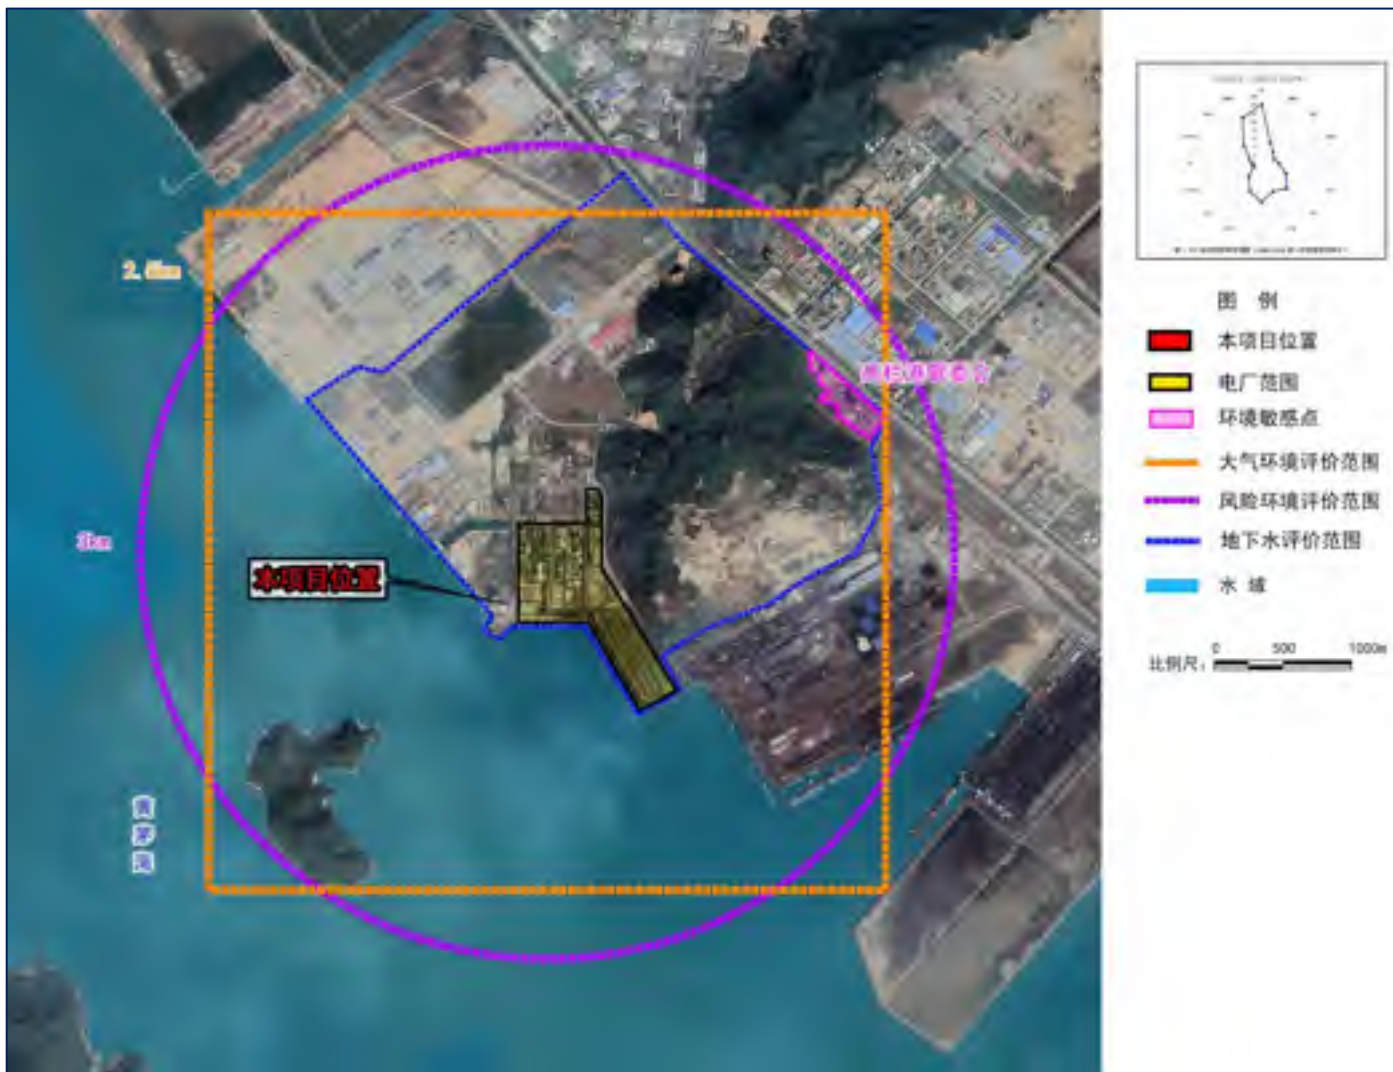 图 例
本项目位置
电厂范围
环境敏感点
大气环境评价范围
风险环境评价范围
地下水评价范围
水 域
0 500 1000m
比例尺:
3km
本项目位置